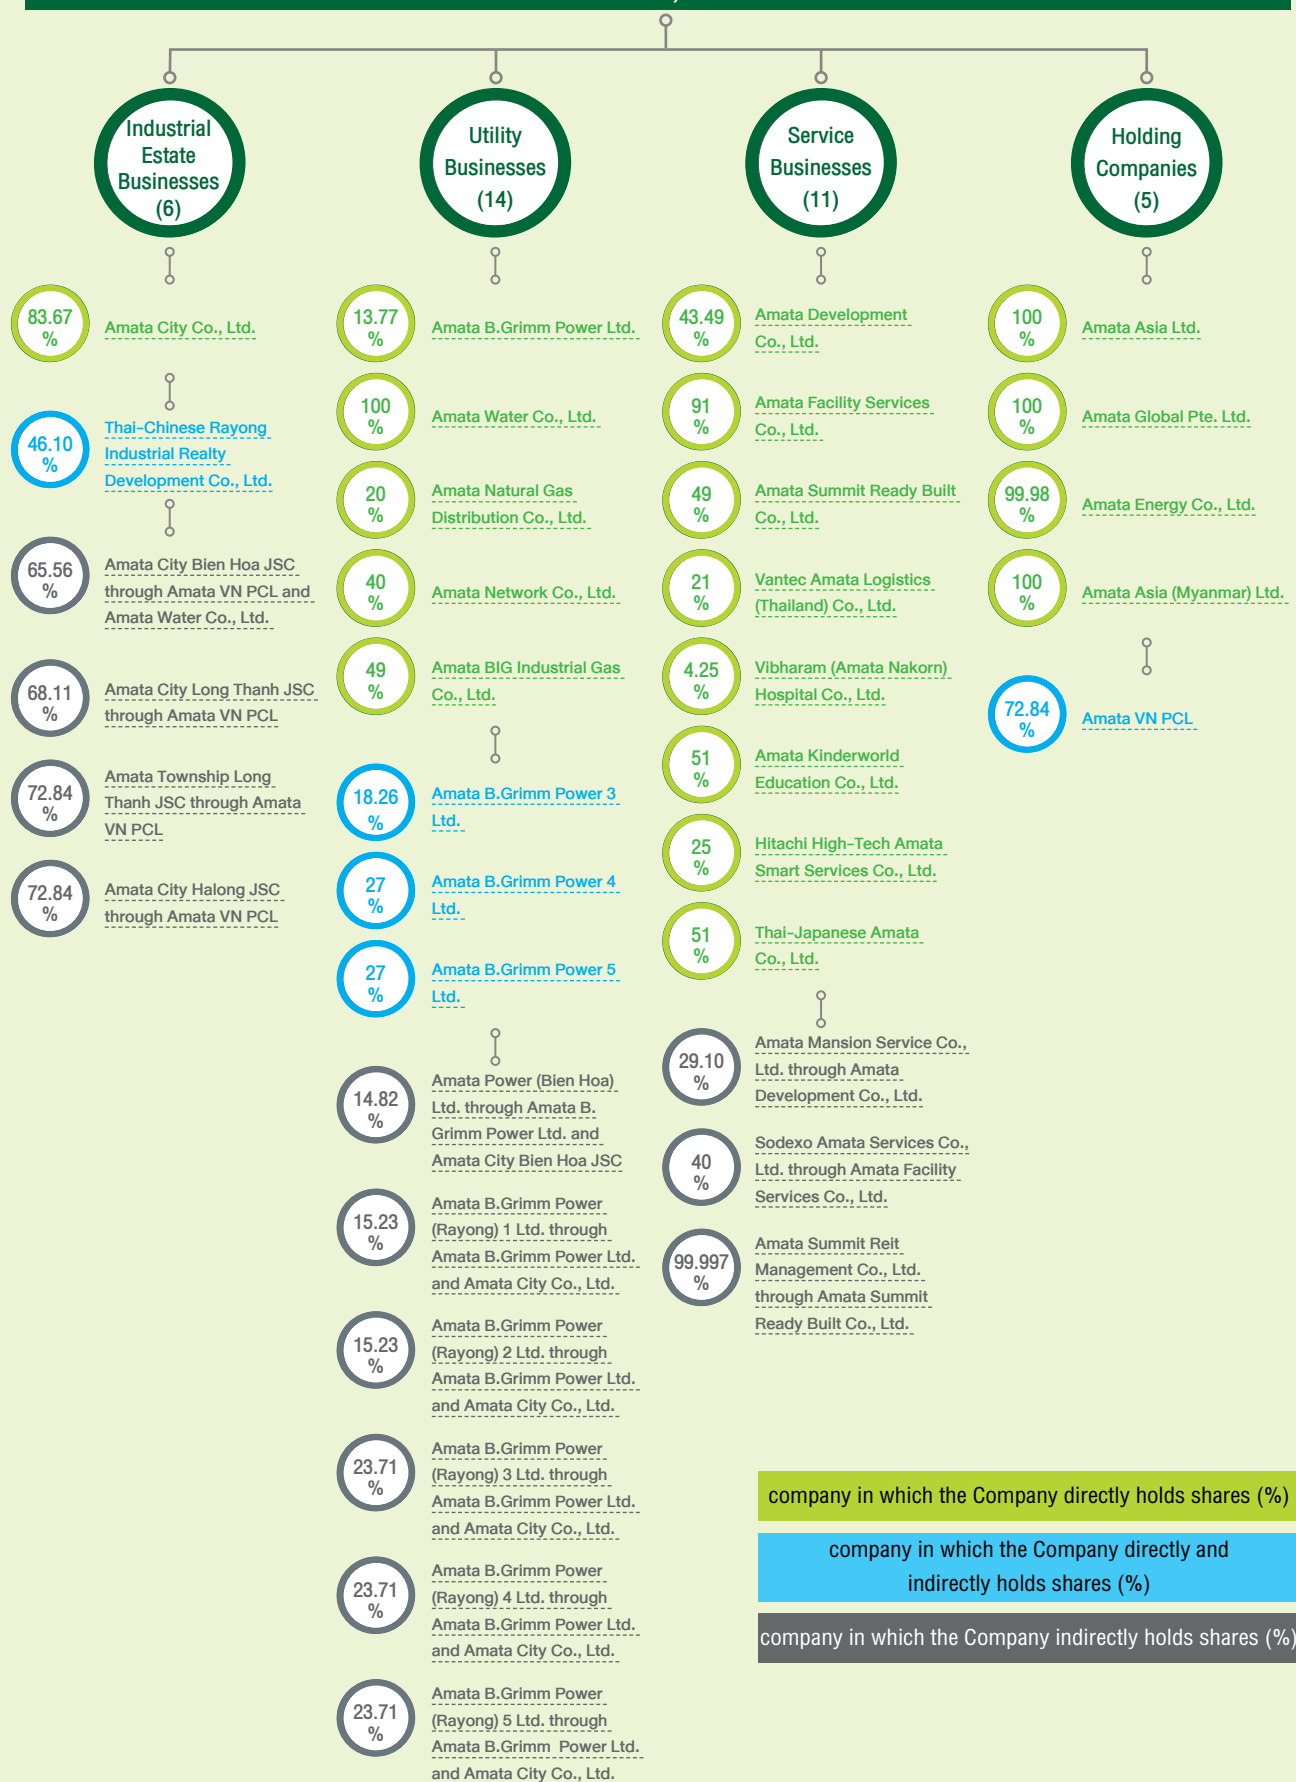 Industrial
Estate
Businesses
(6)
83.67
%
Amata City Co., Ltd.
46.10
%
Thai-Chinese Rayong
Industrial Realty
Development Co., Ltd.
65.56
%
Amata City Bien Hoa JSC
through Amata VN PCL and
Amata Water Co., Ltd.
68.11
%
Amata City Long Thanh JSC
through Amata VN PCL
72.84
%
Amata Township Long
Thanh JSC through Amata
VN PCL
72.84
%
Amata City Halong JSC
through Amata VN PCL
Utility
Businesses
(14)
13.77
%
Amata B.Grimm Power Ltd.
100
%
Amata Water Co., Ltd.
20
%
Amata Natural Gas
Distribution Co., Ltd.
40
%
Amata Network Co., Ltd.
49
%
Amata BIG Industrial Gas
Co., Ltd.
18.26
%
Amata B.Grimm Power 3
Ltd.
27
%
Amata B.Grimm Power 4
Ltd.
27
%
Amata B.Grimm Power 5
Ltd.
14.82
%
Amata Power (Bien Hoa)
Ltd. through Amata B.
Grimm Power Ltd. and
Amata City Bien Hoa JSC
15.23
%
Amata B.Grimm Power
(Rayong) 1 Ltd. through
Amata B.Grimm Power Ltd.
and Amata City Co., Ltd.
15.23
%
Amata B.Grimm Power
(Rayong) 2 Ltd. through
Amata B.Grimm Power Ltd.
and Amata City Co., Ltd.
23.71
%
Amata B.Grimm Power
(Rayong) 3 Ltd. through
Amata B.Grimm Power Ltd.
and Amata City Co., Ltd.
23.71
%
Amata B.Grimm Power
(Rayong) 4 Ltd. through
Amata B.Grimm Power Ltd.
and Amata City Co., Ltd.
23.71
%
Amata B.Grimm Power
(Rayong) 5 Ltd. through
Amata B.Grimm Power Ltd.
and Amata City Co., Ltd.
Service
Businesses
(11)
43.49
%
Amata Development
Co., Ltd.
91
%
Amata Facility Services
Co., Ltd.
49
%
Amata Summit Ready Built
Co., Ltd.
21
%
Vantec Amata Logistics
(Thailand) Co., Ltd.
4.25
%
Vibharam (Amata Nakorn)
Hospital Co., Ltd.
51
%
Amata Kinderworld
Education Co., Ltd.
25
%
Hitachi High-Tech Amata
Smart Services Co., Ltd.
51
%
Thai-Japanese Amata
Co., Ltd.
29.10
%
Amata Mansion Service Co.,
Ltd. through Amata
Development Co., Ltd.
40
%
Sodexo Amata Services Co.,
Ltd. through Amata Facility
Services Co., Ltd.
99.997
%
Amata Summit Reit
Management Co., Ltd.
through Amata Summit
Ready Built Co., Ltd.
Holding
Companies
(5)
100
%
Amata Asia Ltd.
100
%
Amata Global Pte. Ltd.
99.98
%
Amata Energy Co., Ltd.
100
%
Amata Asia (Myanmar) Ltd.
72.84
%
Amata VN PCL
company in which the Company directly holds shares (%)
company in which the Company directly and
indirectly holds shares (%)
company in which the Company indirectly holds shares (%)